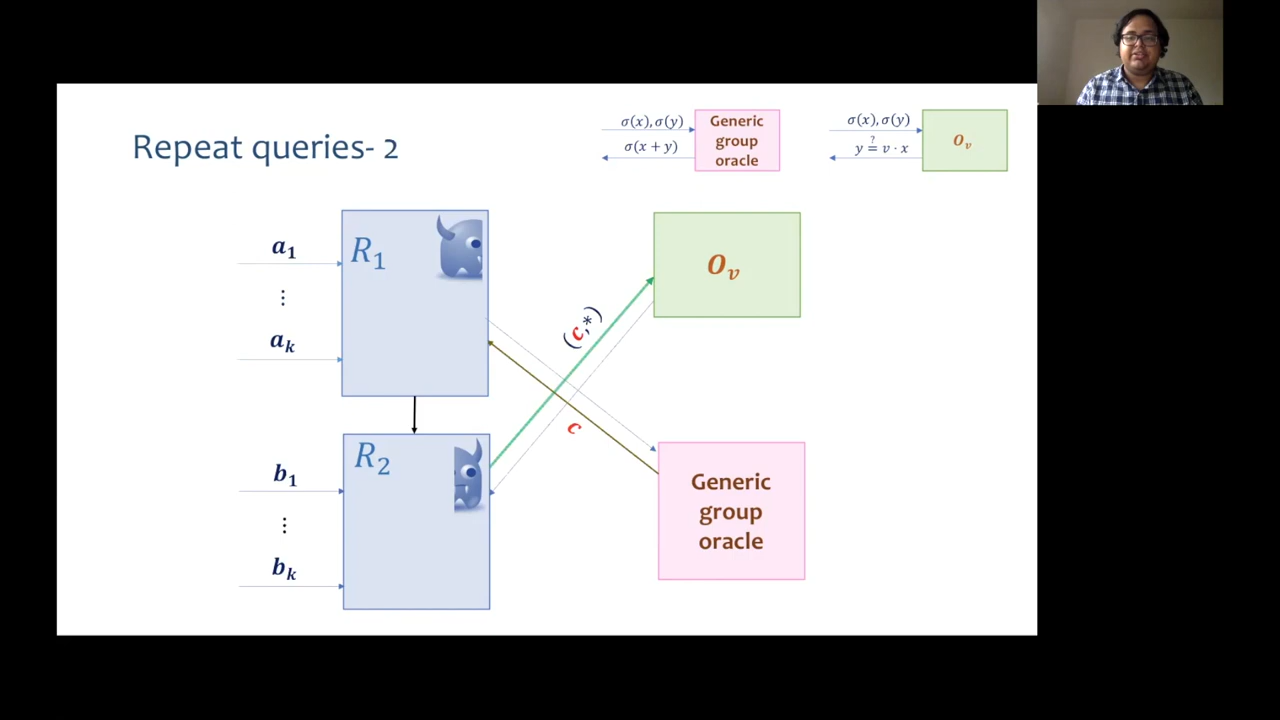 Repeat queries- 2
σ(x), σ(y)
σ(x + y)
Generic
group
oracle
σ(x), σ(y)
y ≟ v · x
O_v
a_1
⋮
a_k
R_1
O_v
(c,*)
c
b_1
⋮
b_k
R_2
Generic
group
oracle